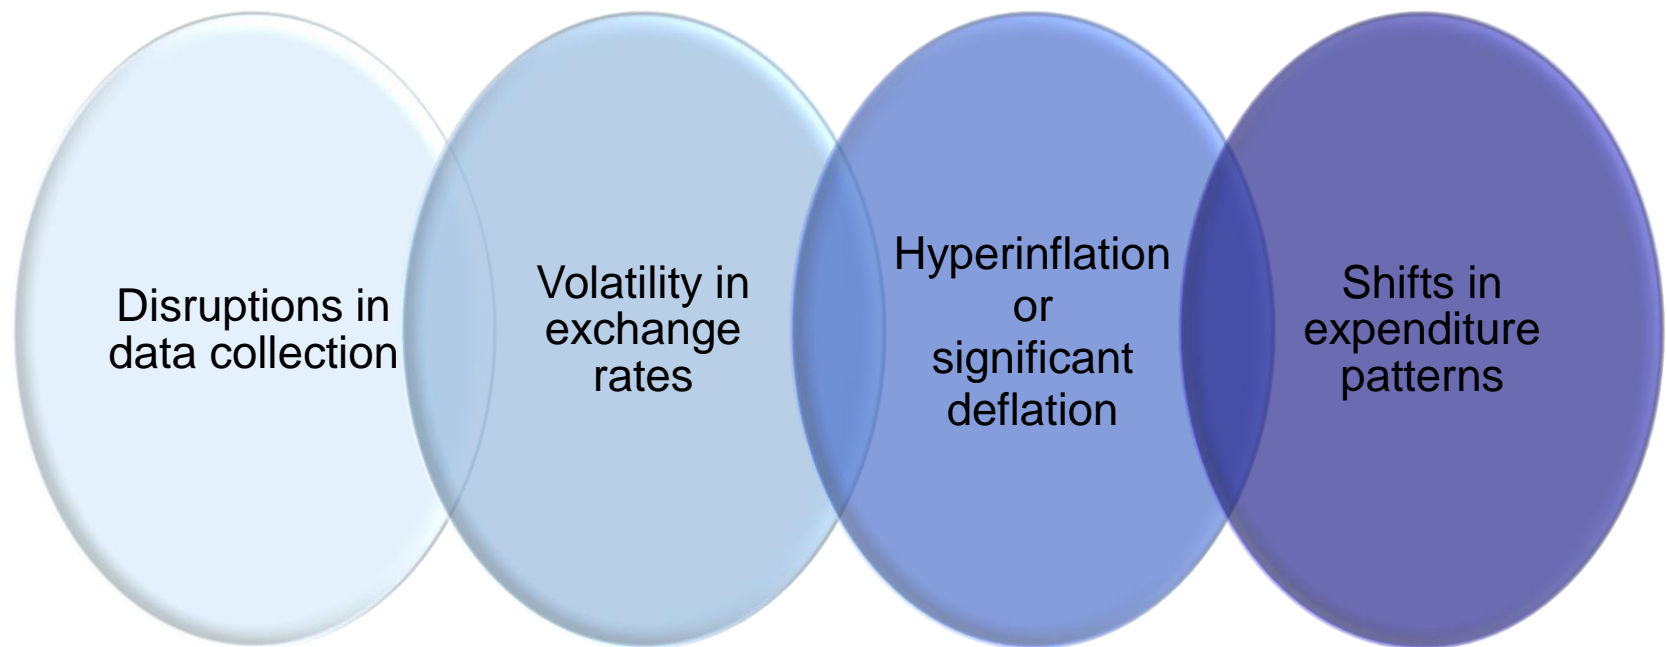 Disruptions in
data collection
Volatility in
exchange
rates
Hyperinflation
or
significant
deflation
Shifts in
expenditure
patterns